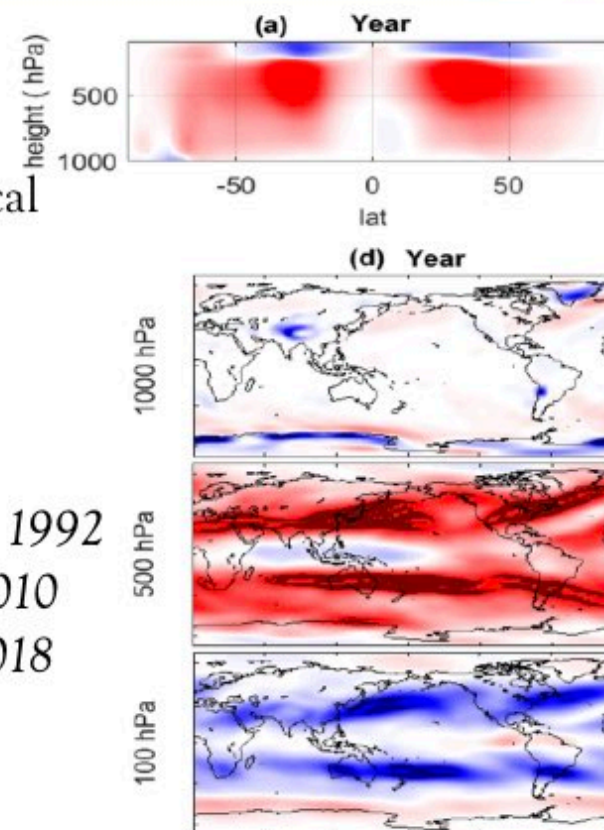 (a) Year
height ( hPa)
500
1000
-50 0 50
lat
cal
(d) Year
1000 hPa
500 hPa
100 hPa
1992
010
018